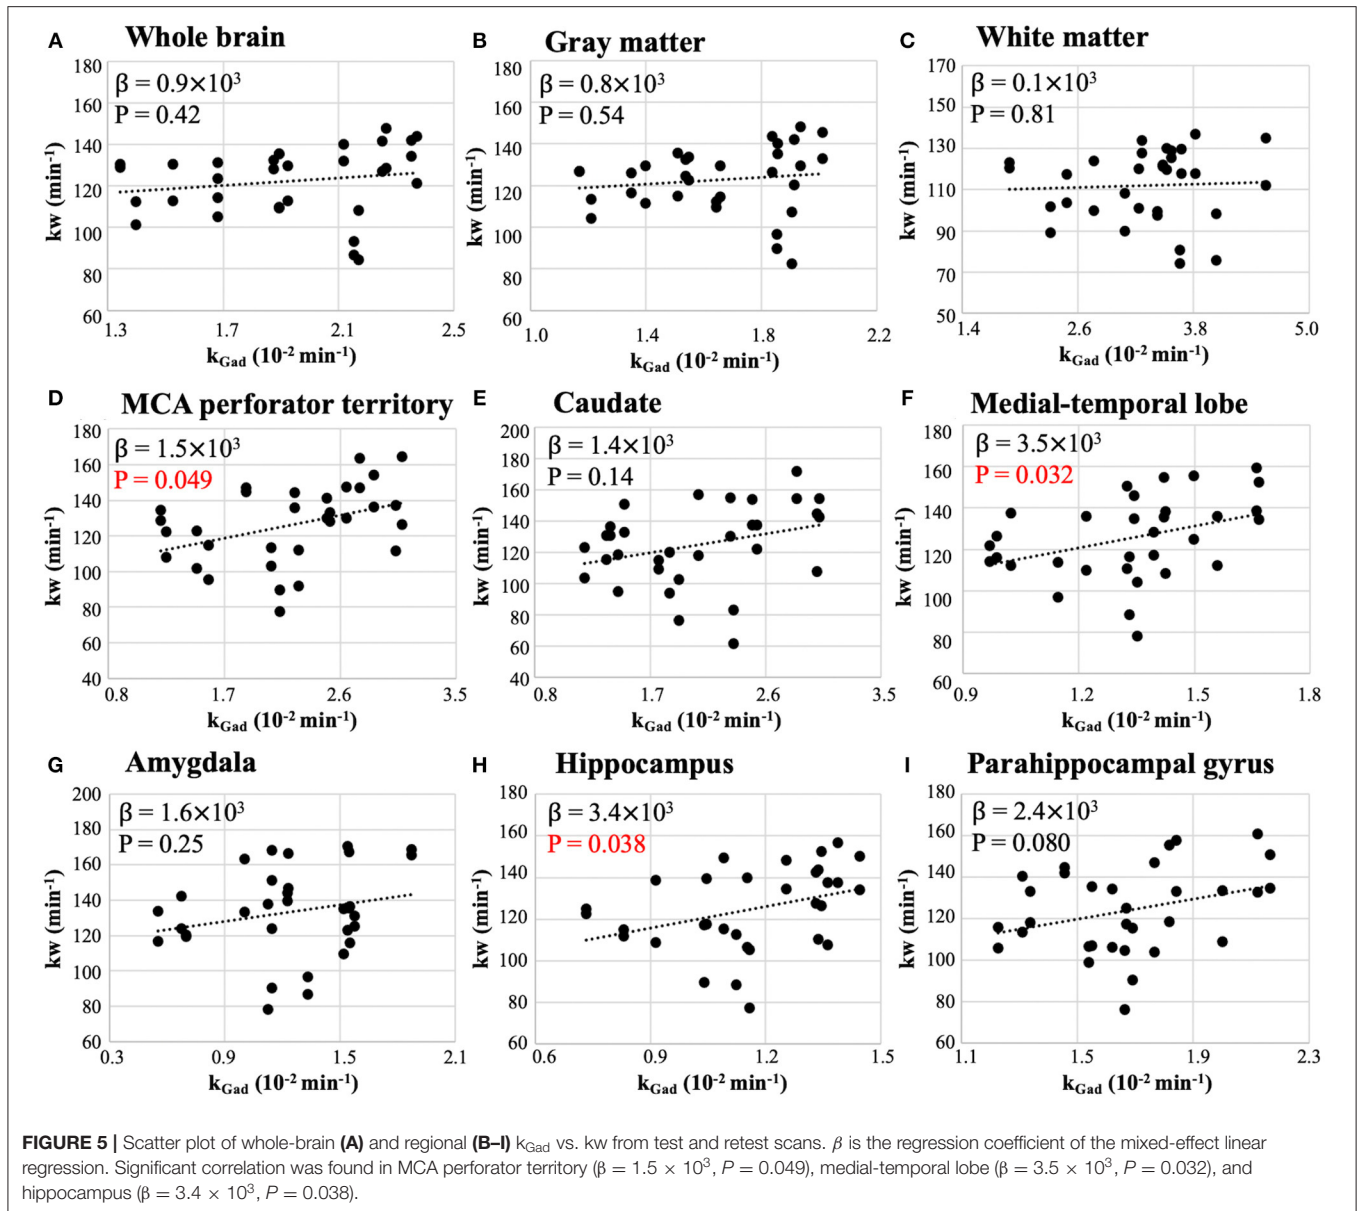 A Whole brain
β = 0.9×10³
P = 0.42
180
160
140
120
100
80
60
kw (min⁻¹)
1.3 1.7 2.1 2.5
k_Gad (10⁻² min⁻¹)
B Gray matter
β = 0.8×10³
P = 0.54
180
160
140
120
100
80
60
kw (min⁻¹)
1.0 1.4 1.8 2.2
k_Gad (10⁻² min⁻¹)
C White matter
β = 0.1×10³
P = 0.81
170
150
130
110
90
70
50
kw (min⁻¹)
1.4 2.6 3.8 5.0
k_Gad (10⁻² min⁻¹)
D MCA perforator territory
β = 1.5×10³
P = 0.049
180
160
140
120
100
80
60
40
kw (min⁻¹)
0.8 1.7 2.6 3.5
k_Gad (10⁻² min⁻¹)
E Caudate
β = 1.4×10³
P = 0.14
200
180
160
140
120
100
80
60
40
kw (min⁻¹)
0.8 1.7 2.6 3.5
k_Gad (10⁻² min⁻¹)
F Medial-temporal lobe
β = 3.5×10³
P = 0.032
180
160
140
120
100
80
60
kw (min⁻¹)
0.9 1.2 1.5 1.8
k_Gad (10⁻² min⁻¹)
G Amygdala
β = 1.6×10³
P = 0.25
200
180
160
140
120
100
80
60
kw (min⁻¹)
0.3 0.9 1.5 2.1
k_Gad (10⁻² min⁻¹)
H Hippocampus
β = 3.4×10³
P = 0.038
180
160
140
120
100
80
60
kw (min⁻¹)
0.6 0.9 1.2 1.5
k_Gad (10⁻² min⁻¹)
I Parahippocampal gyrus
β = 2.4×10³
P = 0.080
180
160
140
120
100
80
60
kw (min⁻¹)
1.1 1.5 1.9 2.3
k_Gad (10⁻² min⁻¹)
FIGURE 5 | Scatter plot of whole-brain (A) and regional (B–I) k_Gad vs. kw from test and retest scans. β is the regression coefficient of the mixed-effect linear
regression. Significant correlation was found in MCA perforator territory (β = 1.5 × 10³, P = 0.049), medial-temporal lobe (β = 3.5 × 10³, P = 0.032), and
hippocampus (β = 3.4 × 10³, P = 0.038).